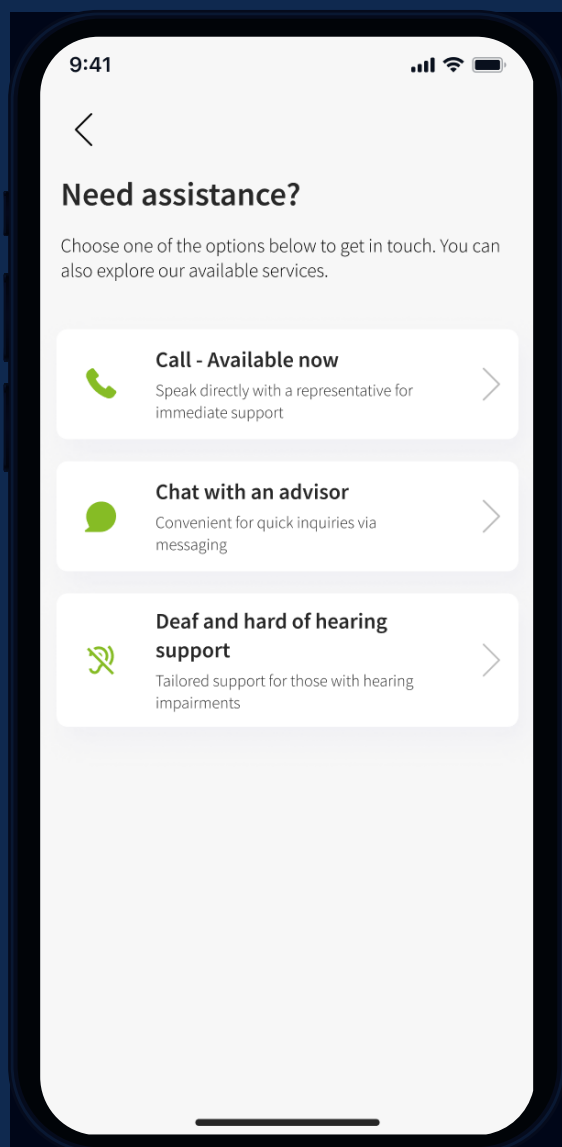 9:41
Need assistance?
Choose one of the options below to get in touch. You can
also explore our available services.
Call - Available now
Speak directly with a representative for
immediate support
Chat with an advisor
Convenient for quick inquiries via
messaging
Deaf and hard of hearing
support
Tailored support for those with hearing
impairments